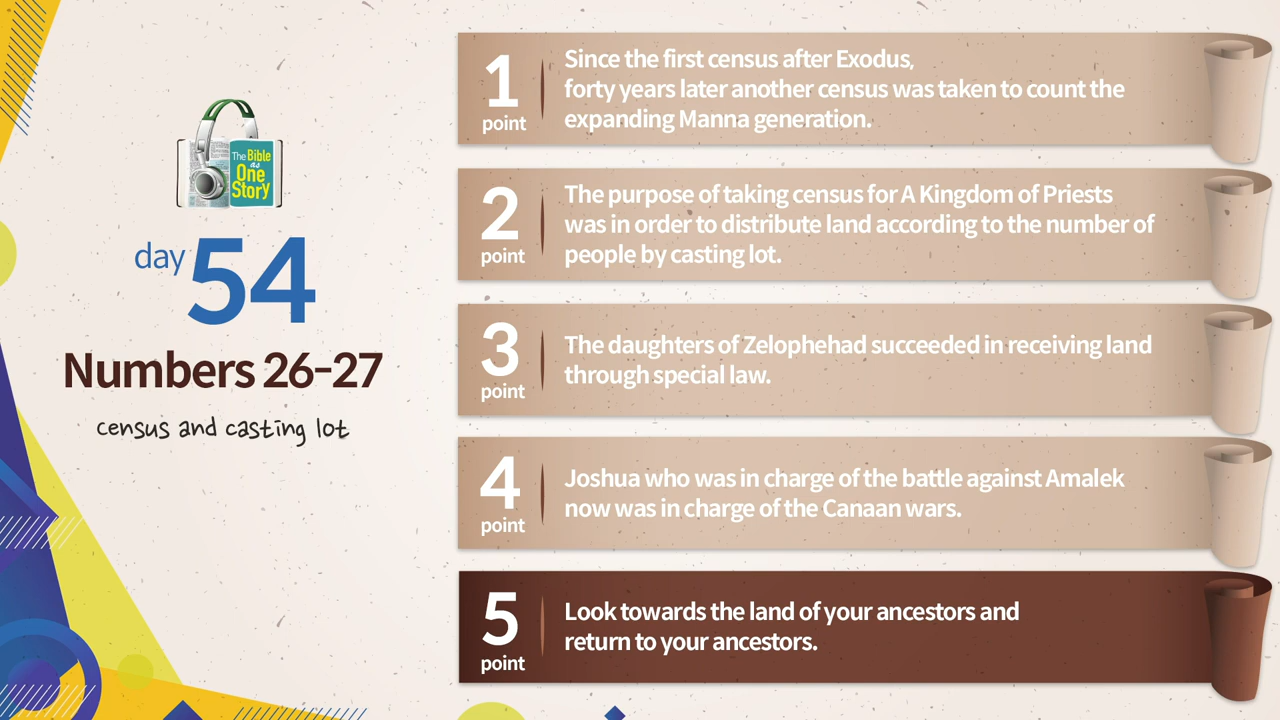 The Bible
as
One
Story
day 54
Numbers 26-27
census and casting lot
1
point
Since the first census after Exodus,
forty years later another census was taken to count the
expanding Manna generation.
2
point
The purpose of taking census for A Kingdom of Priests
was in order to distribute land according to the number of
people by casting lot.
3
point
The daughters of Zelophehad succeeded in receiving land
through special law.
4
point
Joshua who was in charge of the battle against Amalek
now was in charge of the Canaan wars.
5
point
Look towards the land of your ancestors and
return to your ancestors.